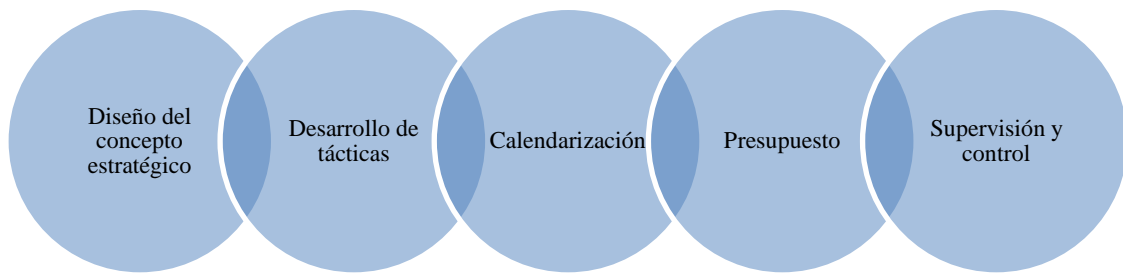 Diseño del
concepto
estratégico
Desarrollo de
tácticas
Calendarización
Presupuesto
Supervisión y
control